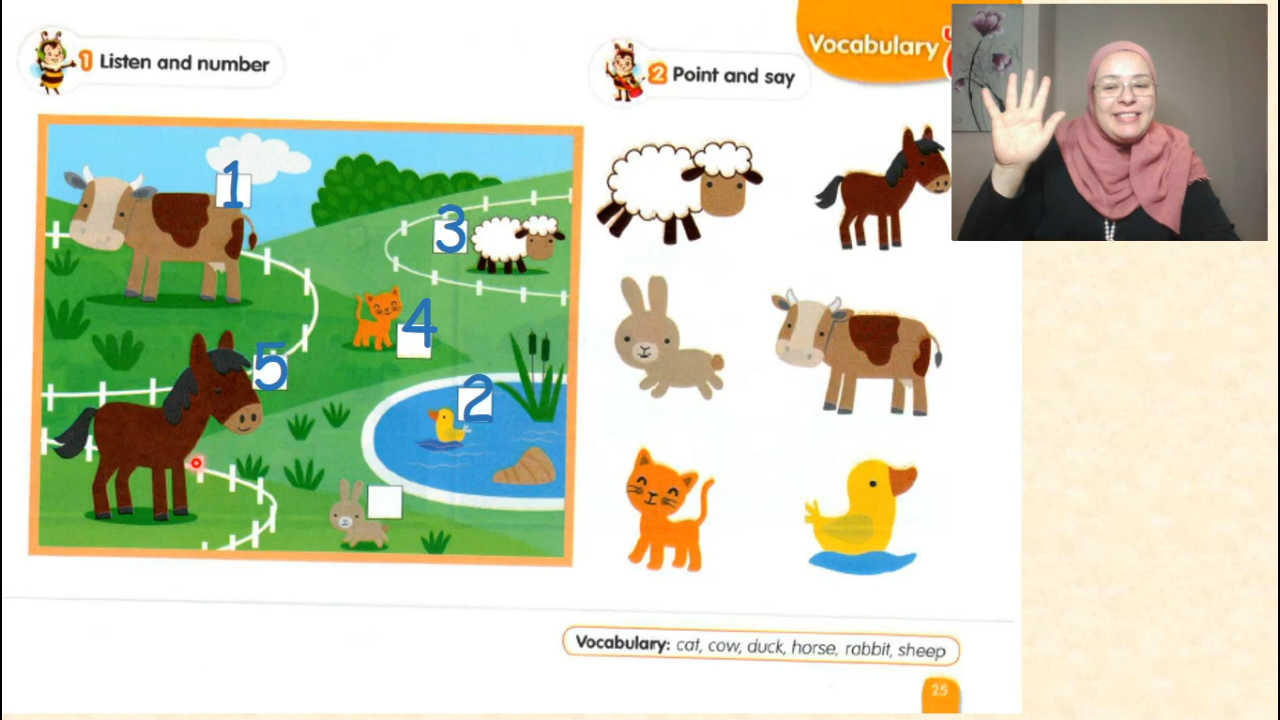 1 Listen and number
2 Point and say
Vocabulary
1
3
4
5
2
Vocabulary: cat, cow, duck, horse, rabbit, sheep
25